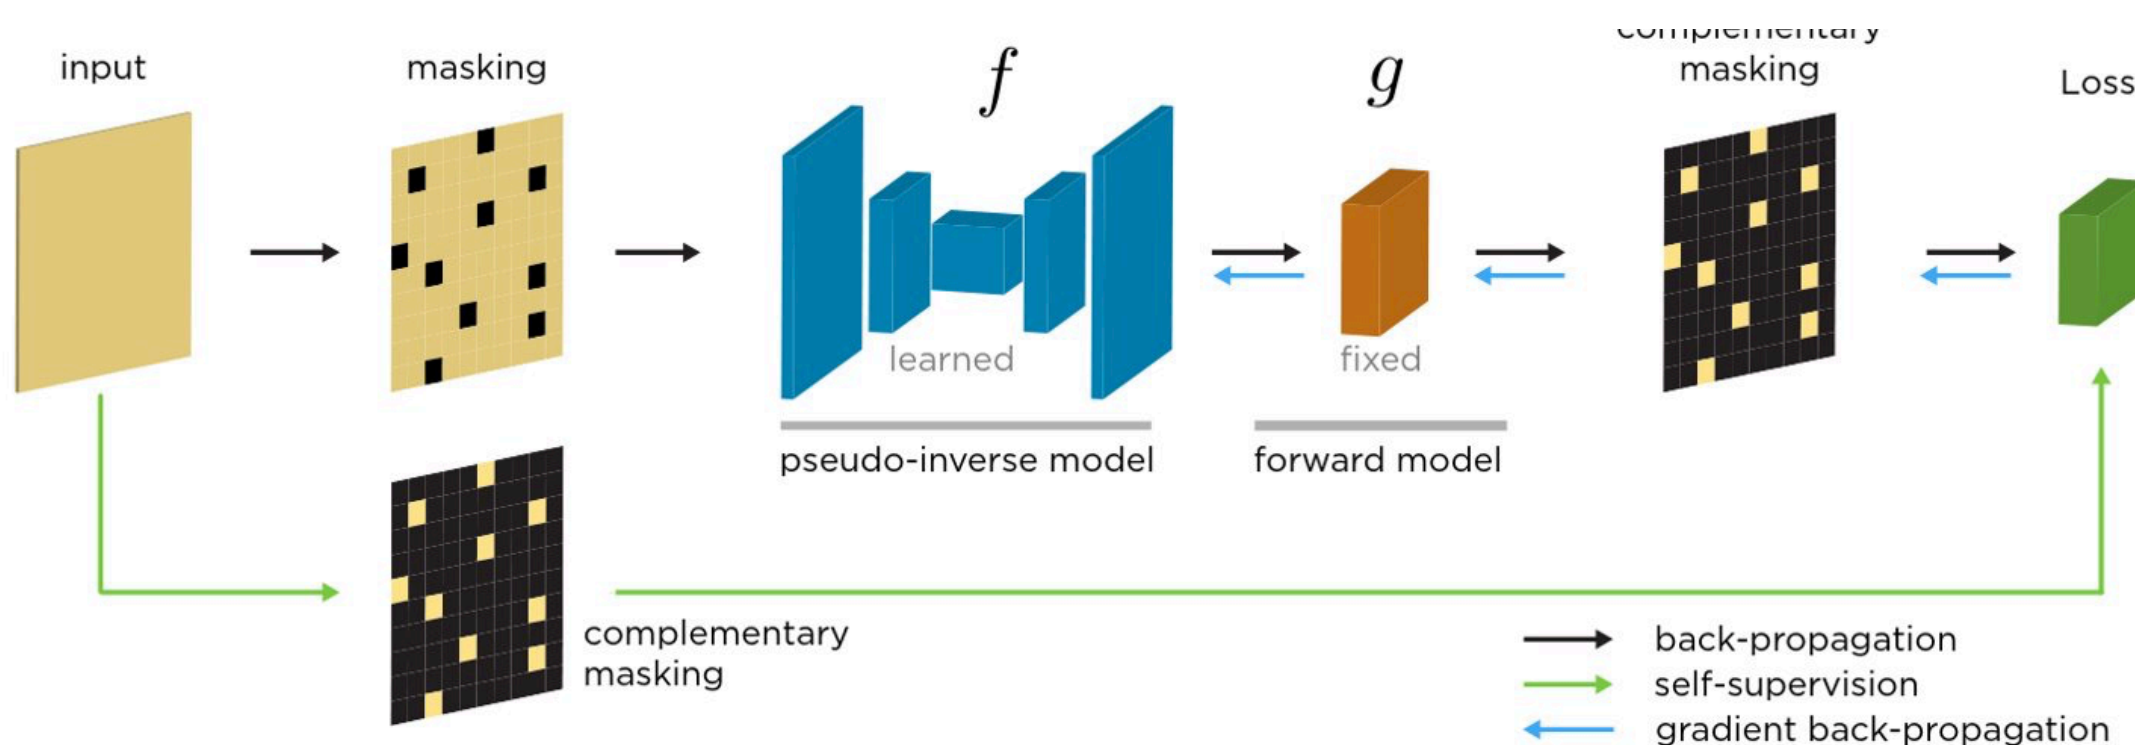 input
masking
f
g
complementary
masking
Loss
learned
fixed
pseudo-inverse model
forward model
complementary
masking
back-propagation
self-supervision
gradient back-propagation